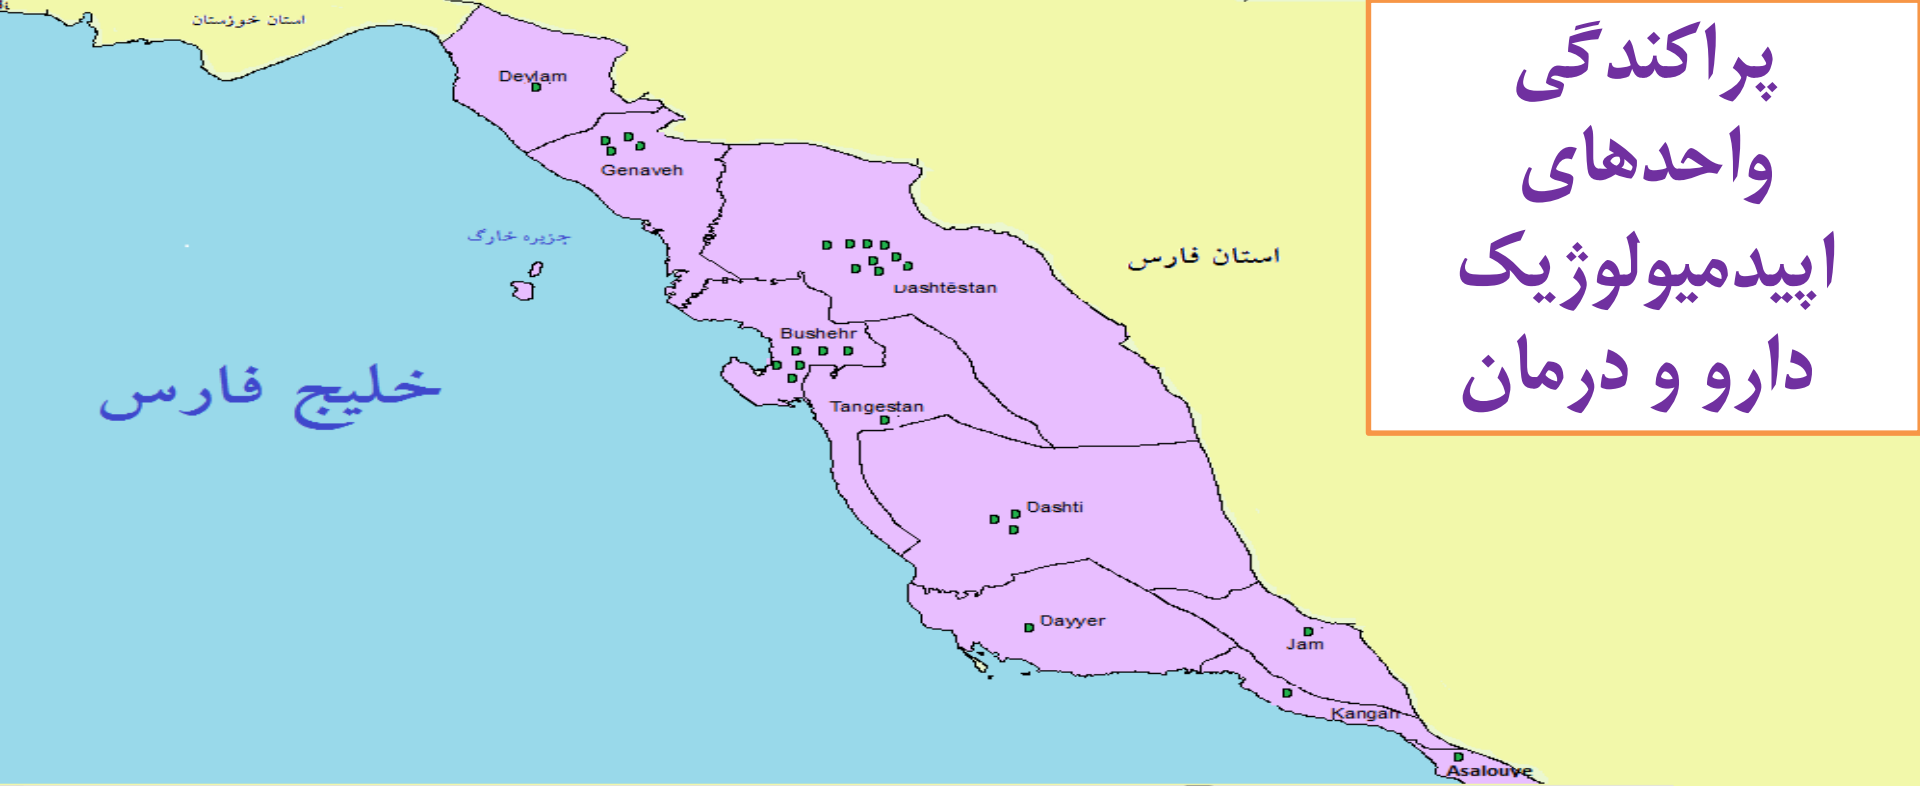 استان خوزستان
پراکندگی
واحدهای
اپیدمیولوژیک
دارو و درمان
Deylam
Genaveh
جزیره خارگ
استان فارس
Dashtestan
Bushehr
خلیج فارس
Tangestan
Dashti
Dayyer
Jam
Kangan
Asalouye